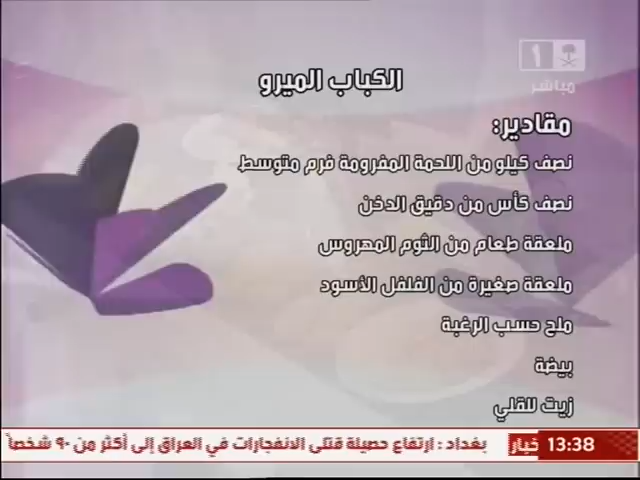 ١
مباشر
الكباب الميرو
مقادير:
نصف كيلو من اللحمة المفرومة فرم متوسط
نصف كأس من دقيق الدخن
ملعقة طعام من الثوم المهروس
ملعقة صغيرة من الفلفل الأسود
ملح حسب الرغبة
بيضة
زيت للقلي
13:38 خبار بغداد : ارتفاع حصيلة قتلى الانفجارات في العراق إلى أكثر من ٩٠ شخصاً